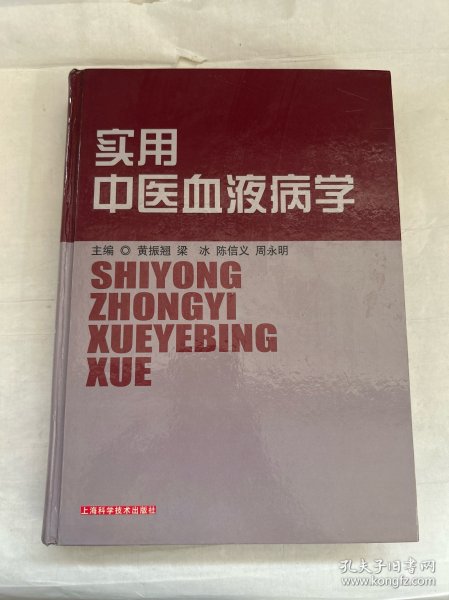 实用
中医血液病学
主编 ◎ 黄振翘 梁 冰 陈信义 周永明
SHIYONG
ZHONGYI
XUEYEBING
XUE
上海科学技术出版社
孔夫子旧书网
www.kongfz.com